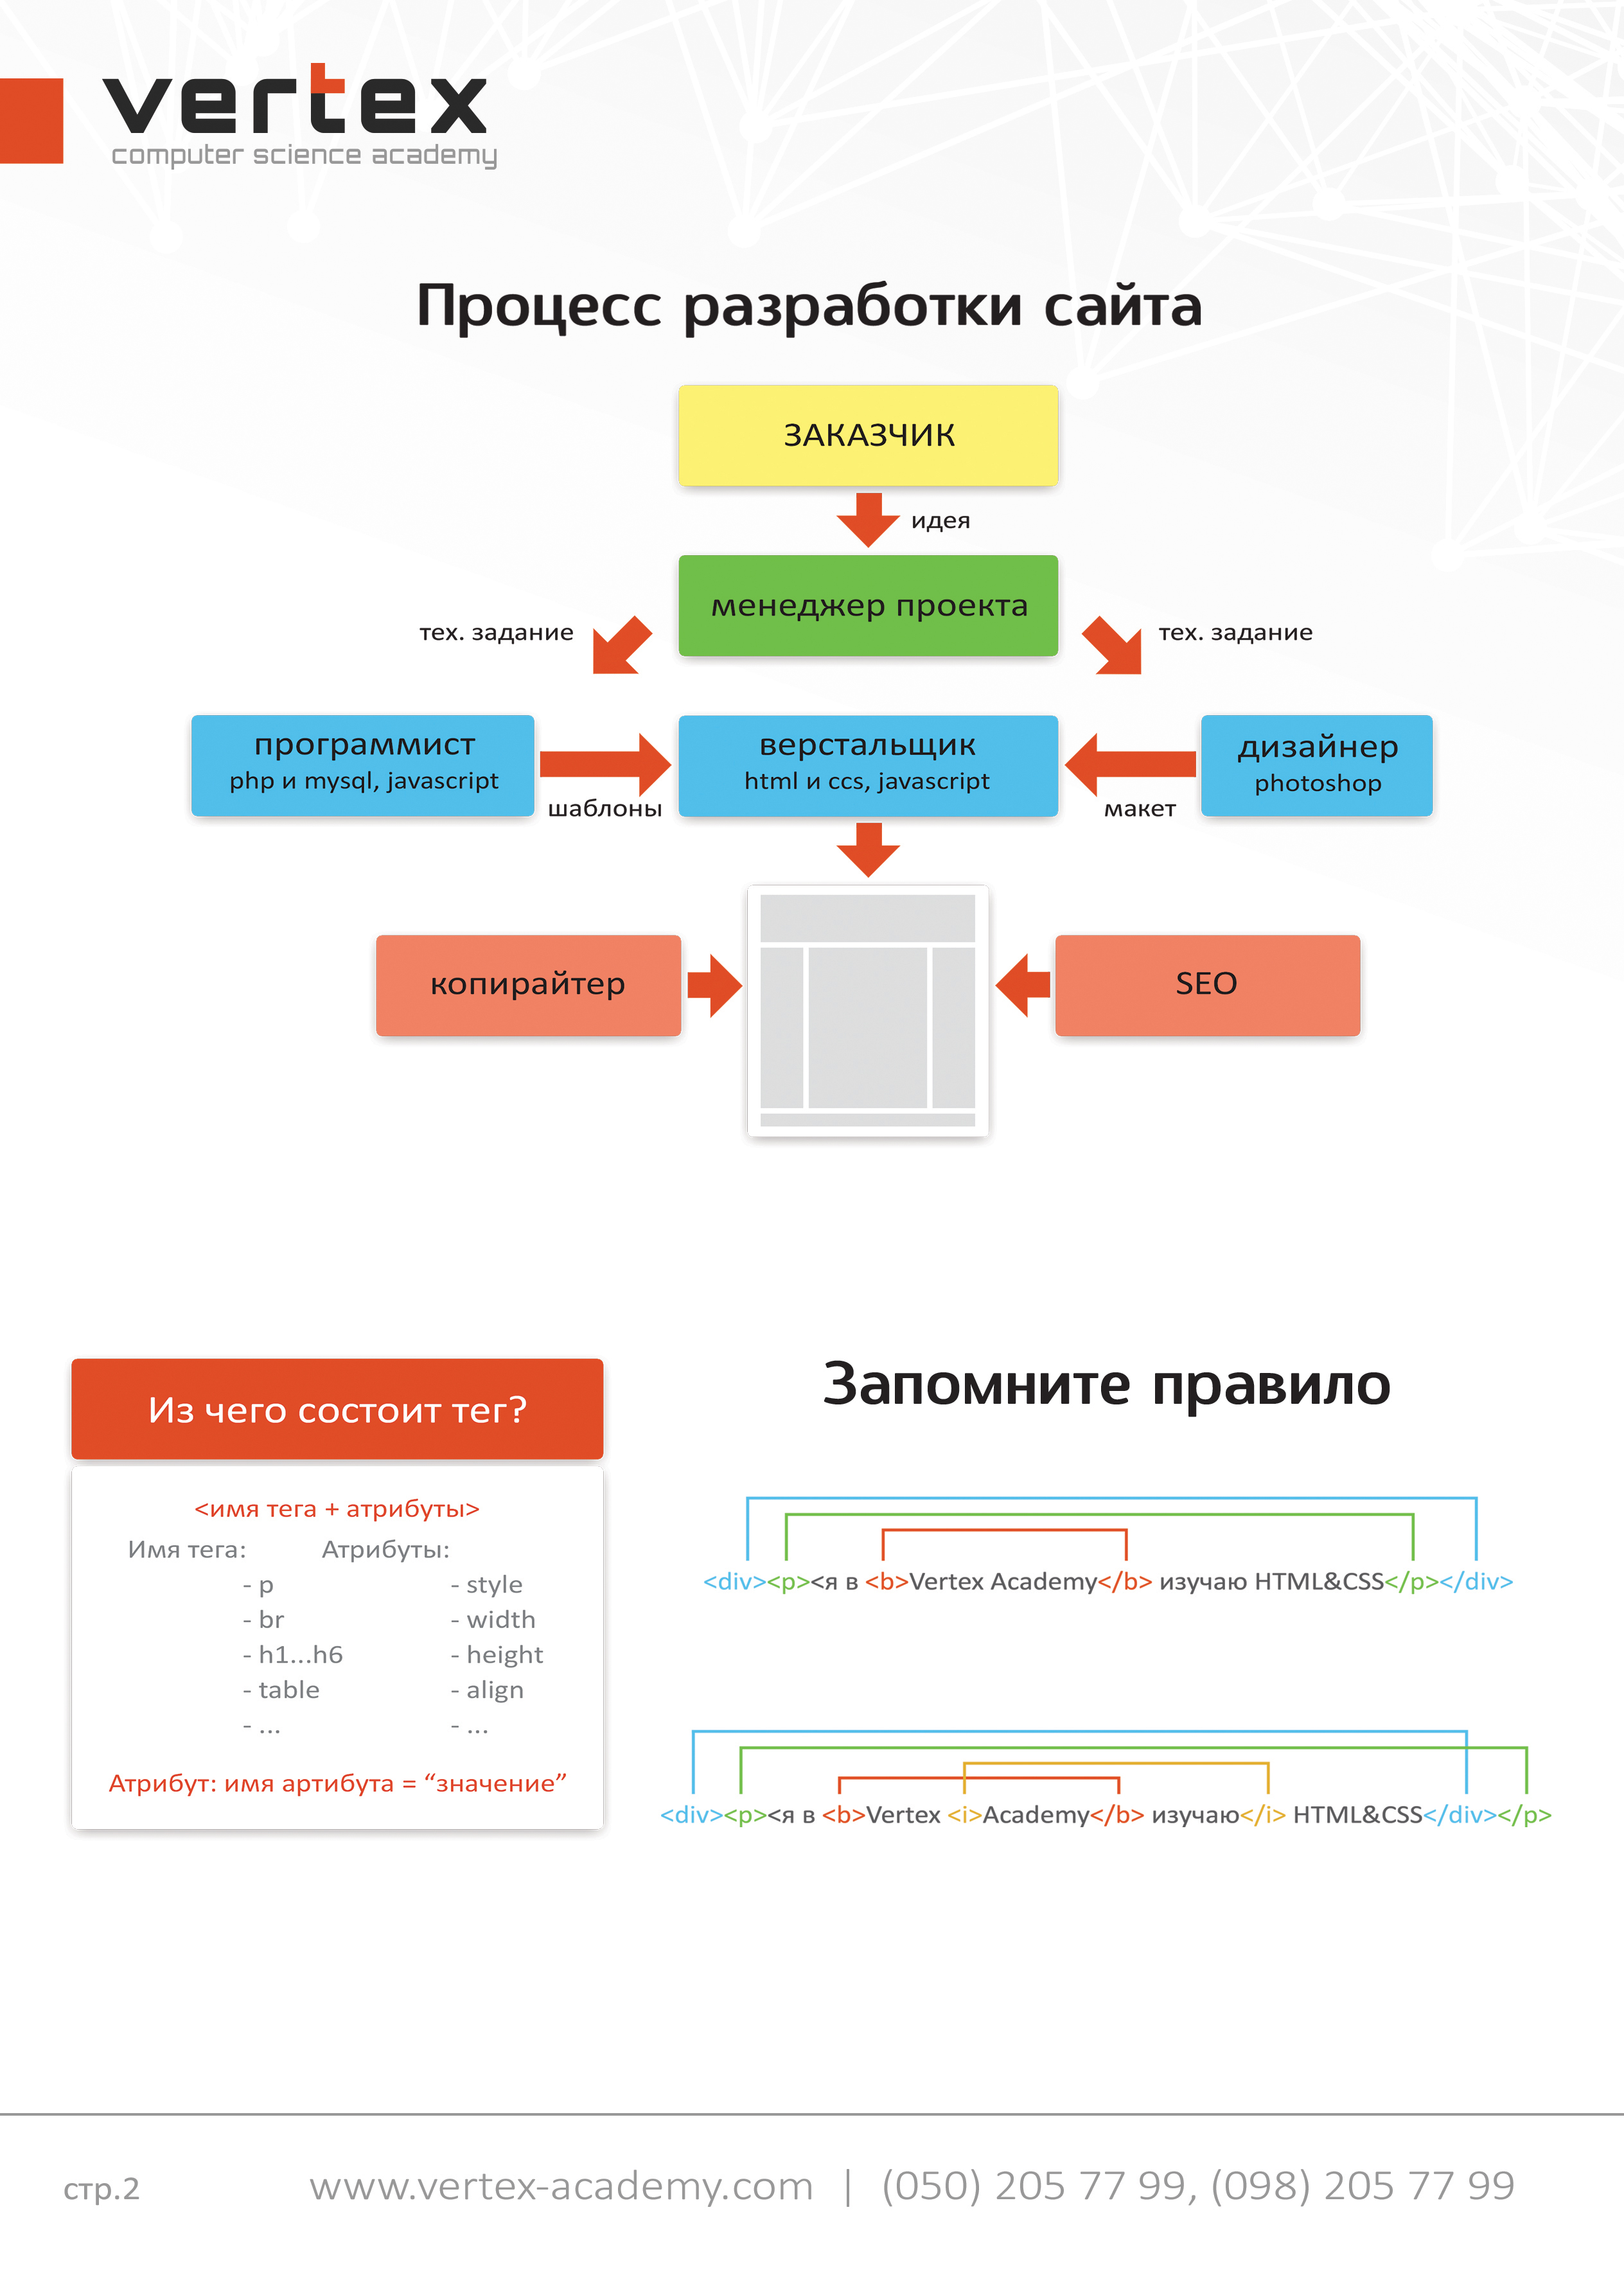 vertex
computer science academy
Процесс разработки сайта
ЗАКАЗЧИК
идея
менеджер проекта
тех. задание
тех. задание
программист
php и mysql, javascript
верстальщик
html и ccs, javascript
дизайнер
photoshop
шаблоны
макет
копирайтер
SEO
Из чего состоит тег?
<имя тега + атрибуты>
Имя тега: Атрибуты:
- p - style
- br - width
- h1...h6 - height
- table - align
- ... - ...
Атрибут: имя артибута = “значение”
Запомните правило
<div><p><я в <b>Vertex Academy</b> изучаю HTML&CSS</p></div>
<div><p><я в <b>Vertex <i>Academy</b> изучаю</i> HTML&CSS</div></p>
стр.2 www.vertex-academy.com | (050) 205 77 99, (098) 205 77 99